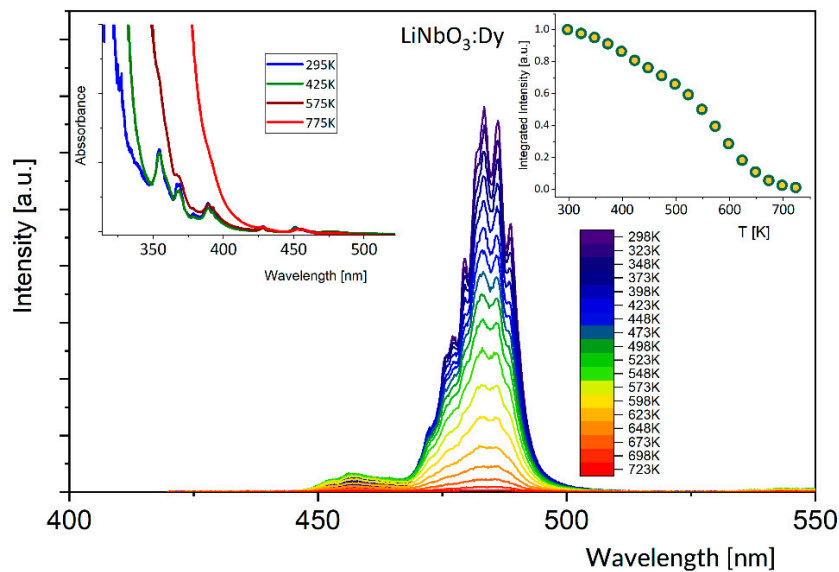 LiNbO3:Dy
295K
425K
575K
775K
Abssorbance
350
400
450
500
Wavelength [nm]
Integrated Intensity [a.u.]
1.0
0.8
0.6
0.4
0.2
0.0
300
400
500
600
700
T [K]
298K
323K
348K
373K
398K
423K
448K
473K
498K
523K
548K
573K
598K
623K
648K
673K
698K
723K
Intensity [a.u.]
400
450
500
550
Wavelength [nm]